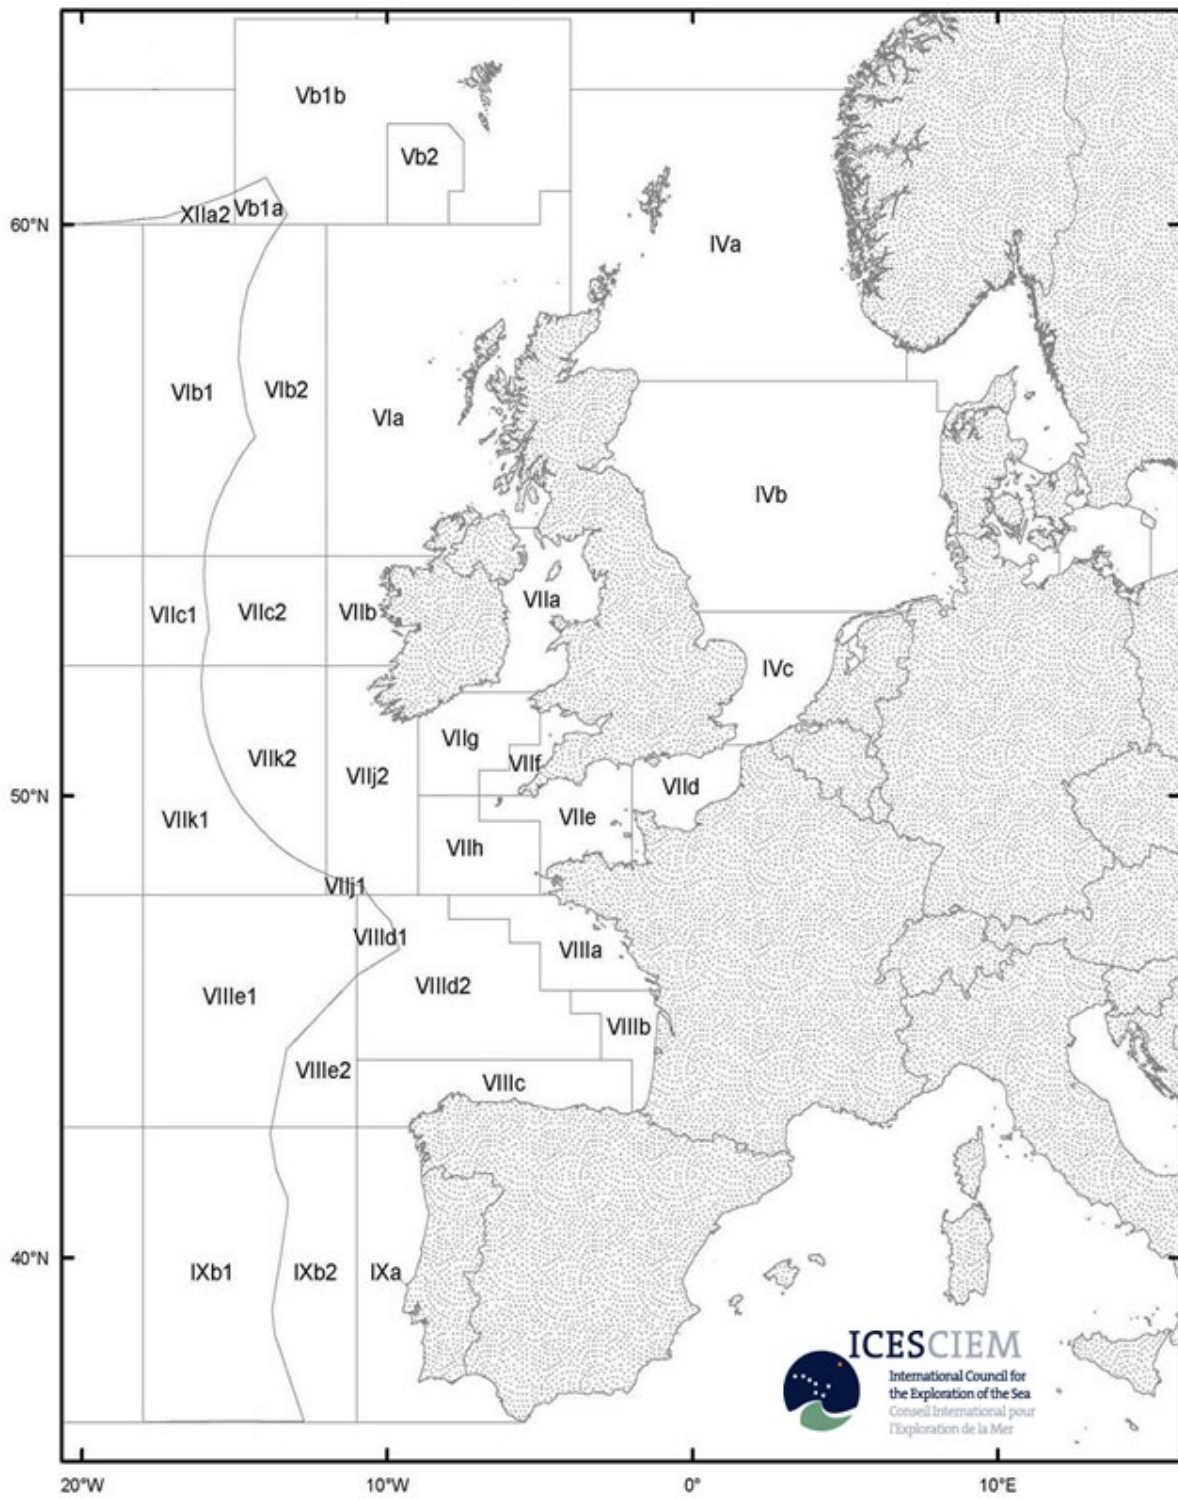 Vb1b
Vb2
XIIa2
Vb1a
60°N
IVa
VIb1
VIb2
VIa
IVb
VIIc1
VIIc2
VIIb
VIIa
IVc
VIIg
VIIf
VIIk2
VIIj2
VIId
50°N
VIIk1
VIIe
VIIh
VIIj1
VIIId1
VIIIa
VIIId2
VIIIe1
VIIIb
VIIIe2
VIIIc
40°N
IXb1
IXb2
IXa
ICESCIEM
International Council for
the Exploration of the Sea
Conseil International pour
l'Exploration de la Mer
20°W
10°W
0°
10°E